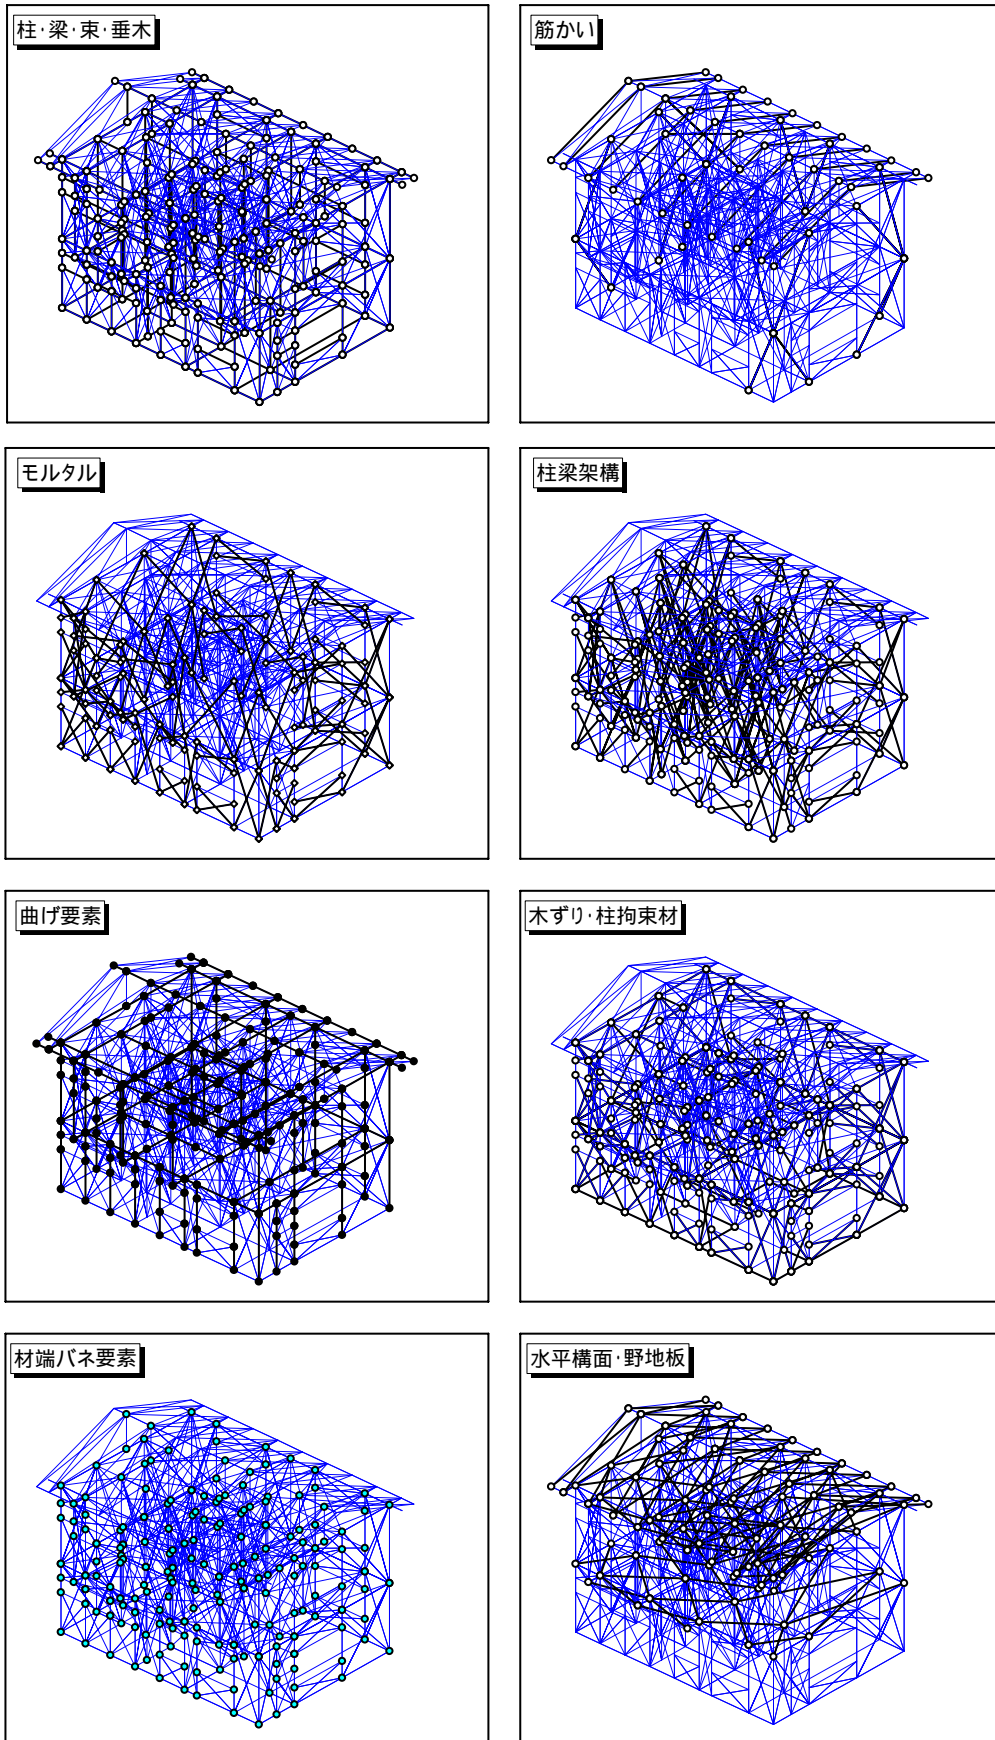 柱･梁･束･垂木
筋かい
モルタル
柱梁架構
曲げ要素
木ずり･柱拘束材
材端バネ要素
水平構面･野地板